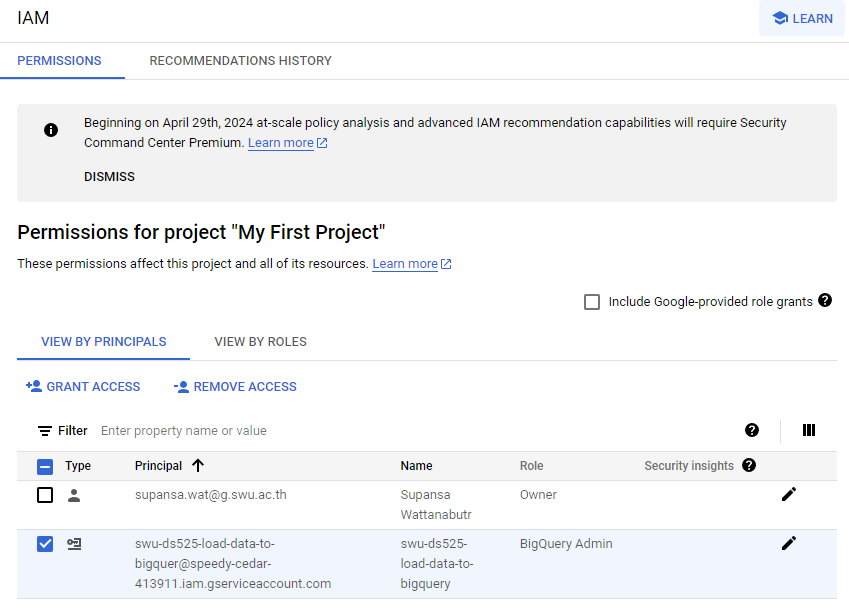 IAM
LEARN
PERMISSIONS
RECOMMENDATIONS HISTORY
Beginning on April 29th, 2024 at-scale policy analysis and advanced IAM recommendation capabilities will require Security
Command Center Premium. Learn more
DISMISS
Permissions for project "My First Project"
These permissions affect this project and all of its resources. Learn more
Include Google-provided role grants
VIEW BY PRINCIPALS
VIEW BY ROLES
GRANT ACCESS
REMOVE ACCESS
Filter Enter property name or value
Type Principal Name Role Security insights
supansa.wat@g.swu.ac.th
Supansa
Wattanabutr
Owner
swu-ds525-load-data-to-
bigquer@speedy-cedar-
413911.iam.gserviceaccount.com
swu-ds525-
load-data-to-
bigquery
BigQuery Admin